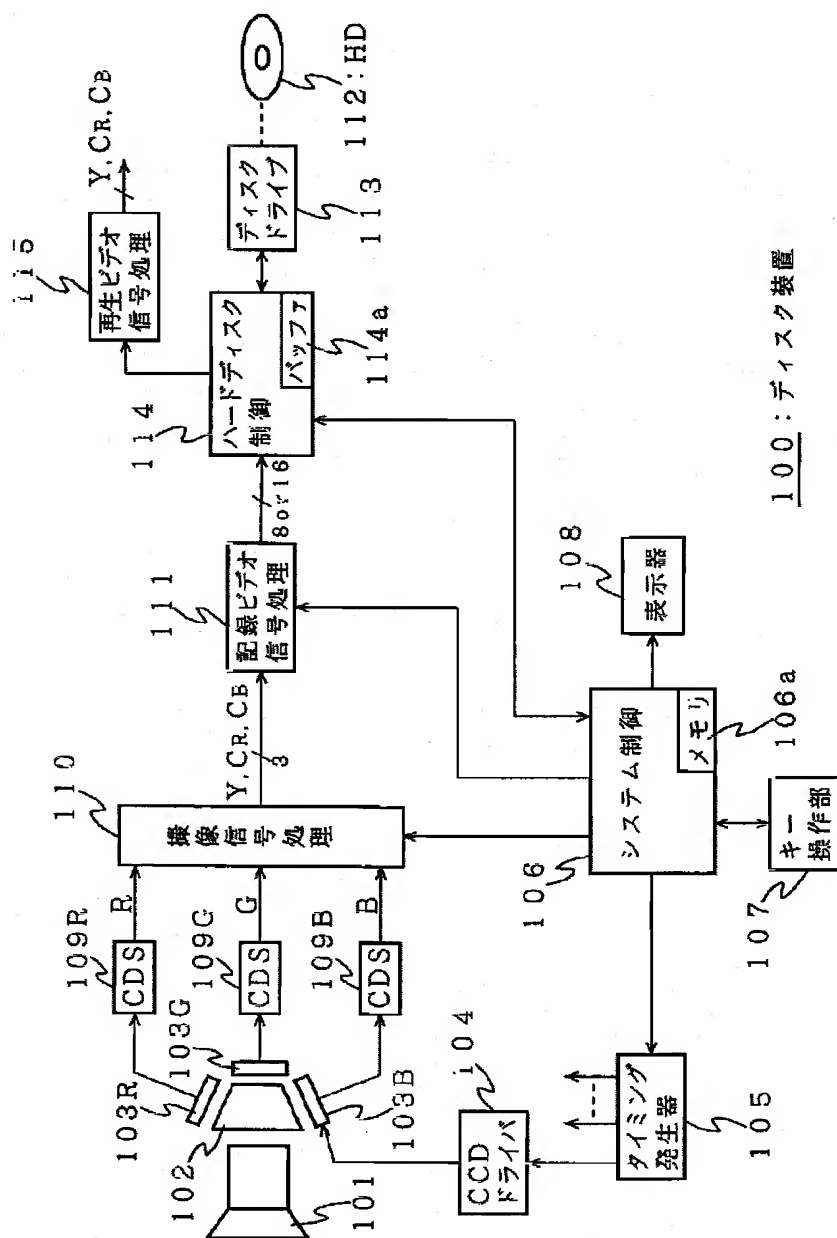 101
102
103R
103G
103B
CCD
ドライバ
104
109R
CDS
R
109G
CDS
G
109B
CDS
B
タイミング
発生器
105
110
撮像信号処理
Y,CR,CB
3
111
記録ビデオ
信号処理
8or16
106
システム制御
メモリ
106a
キー
操作部
107
108
表示器
114
ハードディスク
制御
バッファ
114a
115
再生ビデオ
信号処理
Y,CR,CB
ディスク
ドライブ
113
112:HD
100:ディスク装置